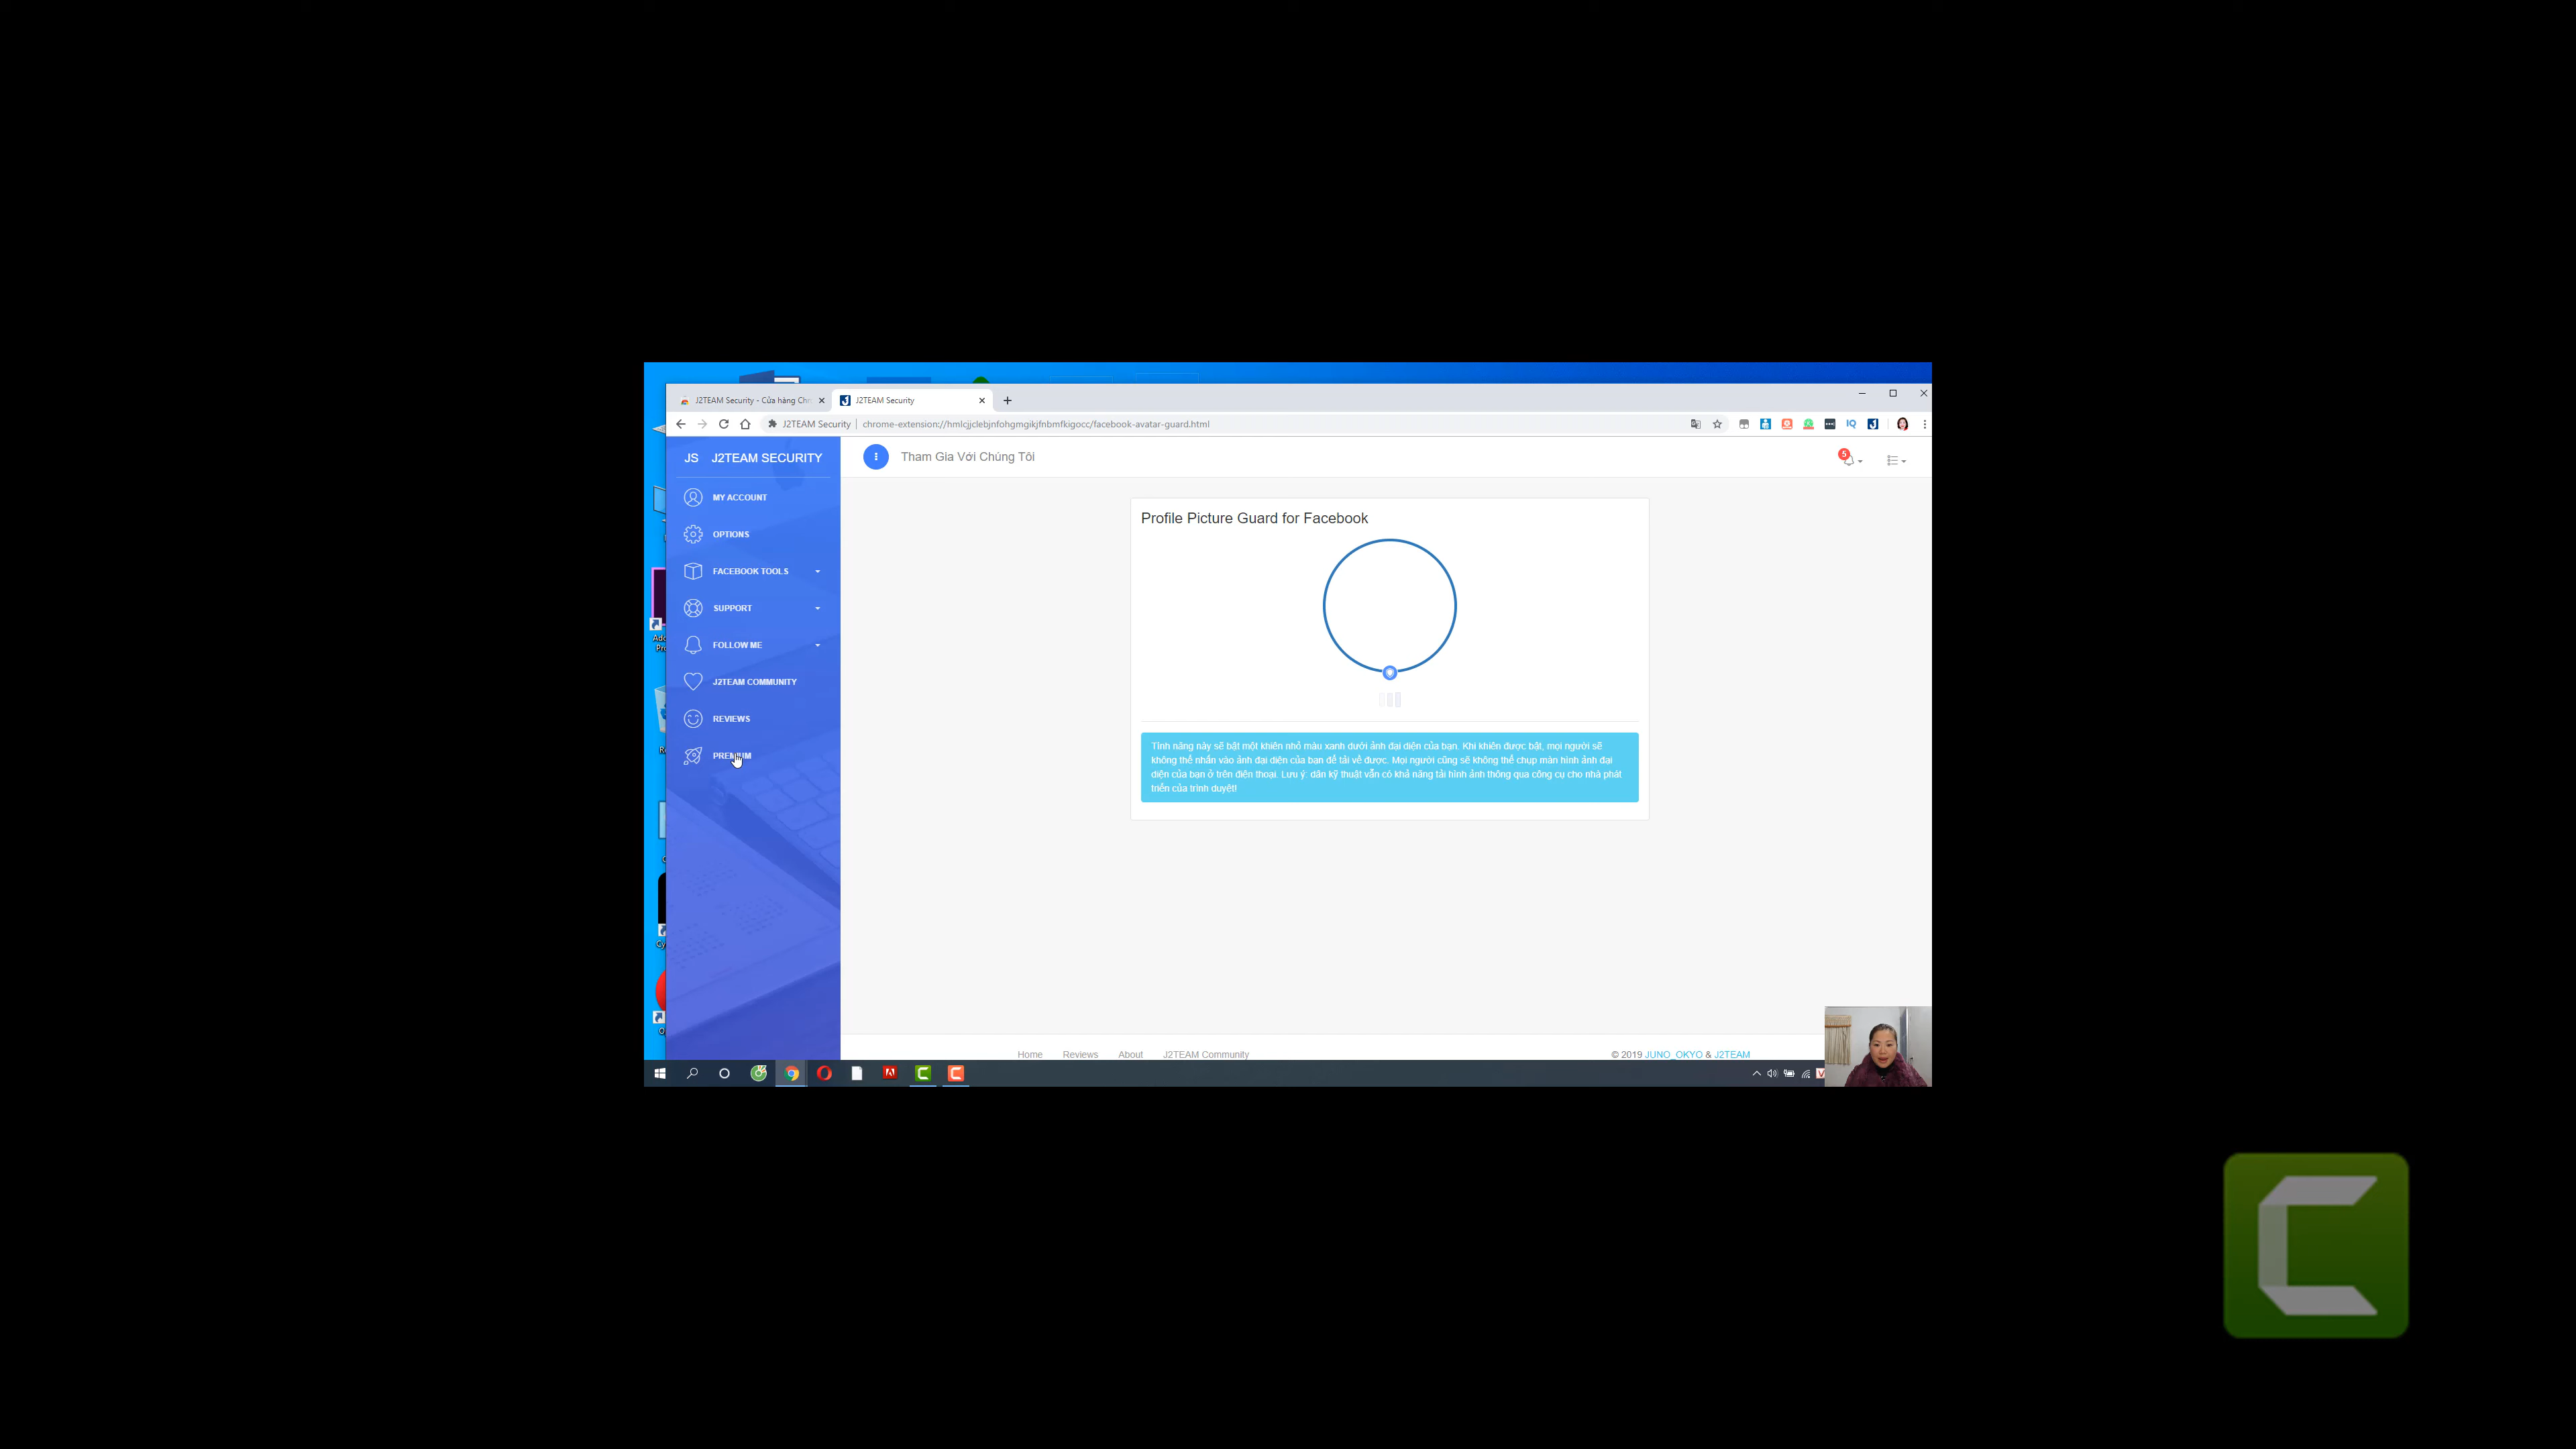 J2TEAM Security - Cửa hàng Chr
J2TEAM Security
J2TEAM Security
chrome-extension://hmlcjjclebjnfohgmgikjfnbmfkigocc/facebook-avatar-guard.html
JS J2TEAM SECURITY
Tham Gia Với Chúng Tôi
5
MY ACCOUNT
OPTIONS
FACEBOOK TOOLS
SUPPORT
FOLLOW ME
J2TEAM COMMUNITY
REVIEWS
PREMIUM
Profile Picture Guard for Facebook
Tính năng này sẽ bật một khiên nhỏ màu xanh dưới ảnh đại diện của bạn. Khi khiên được bật, mọi người sẽ
không thể nhấn vào ảnh đại diện của bạn để tải về được. Mọi người cũng sẽ không thể chụp màn hình ảnh đại
diện của bạn ở trên điện thoại. Lưu ý: dân kỹ thuật vẫn có khả năng tải hình ảnh thông qua công cụ cho nhà phát
triển của trình duyệt!
Home Reviews About J2TEAM Community
© 2019 JUNO_OKYO & J2TEAM
IQ